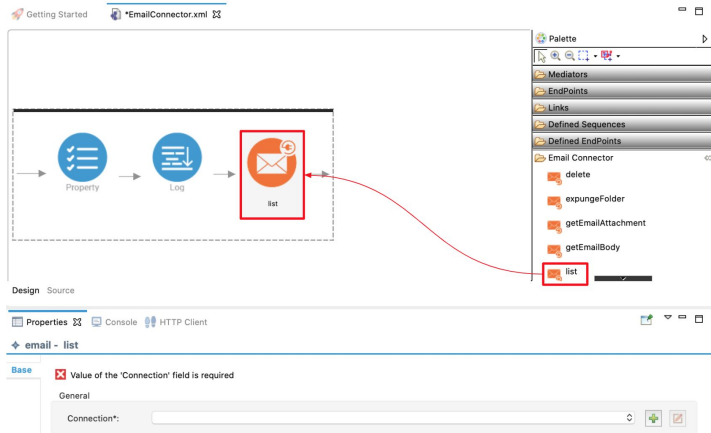 Getting Started
*EmailConnector.xml
Palette
Mediators
EndPoints
Links
Defined Sequences
Defined EndPoints
Email Connector
delete
expungeFolder
getEmailAttachment
getEmailBody
list
Property
Log
list
Design Source
Properties Console HTTP Client
email - list
Base
Value of the 'Connection' field is required
General
Connection*: